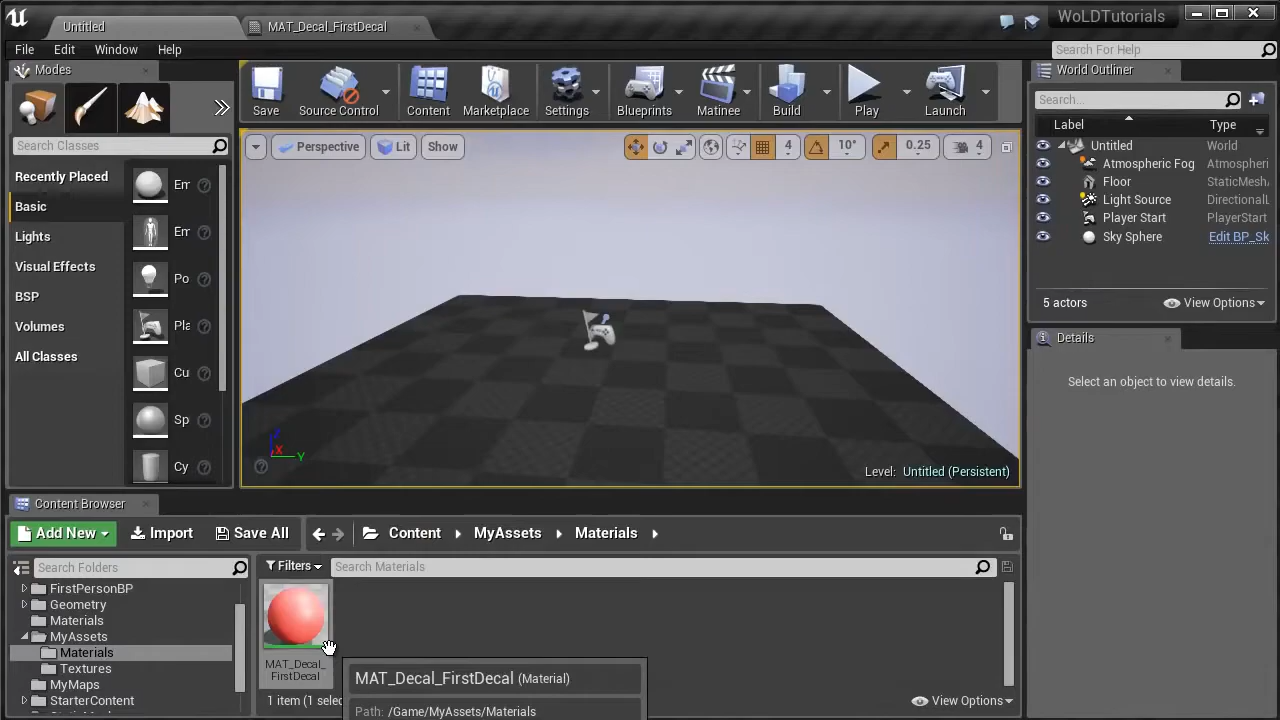 Untitled
MAT_Decal_FirstDecal
WoLDTutorials
File
Edit
Window
Help
Search For Help
Modes
Search Classes
Recently Placed
Basic
Lights
Visual Effects
BSP
Volumes
All Classes
Em
Em
Po
Pla
Cu
Sp
Cy
Save
Source Control
Content
Marketplace
Settings
Blueprints
Matinee
Build
Play
Launch
Perspective
Lit
Show
4
10°
0.25
4
X
Y
Z
Level: Untitled (Persistent)
World Outliner
Search...
Label
Type
Untitled
World
Atmospheric Fog
Atmospheri
Floor
StaticMesh
Light Source
DirectionalL
Player Start
PlayerStart
Sky Sphere
Edit BP_Sk
5 actors
View Options
Details
Select an object to view details.
Content Browser
Add New
Import
Save All
Content
MyAssets
Materials
Search Folders
Filters
Search Materials
FirstPersonBP
Geometry
Materials
MyAssets
Materials
Textures
MyMaps
StarterContent
MAT_Decal_
FirstDecal
1 item (1 selec
MAT_Decal_FirstDecal (Material)
Path: /Game/MyAssets/Materials
View Options